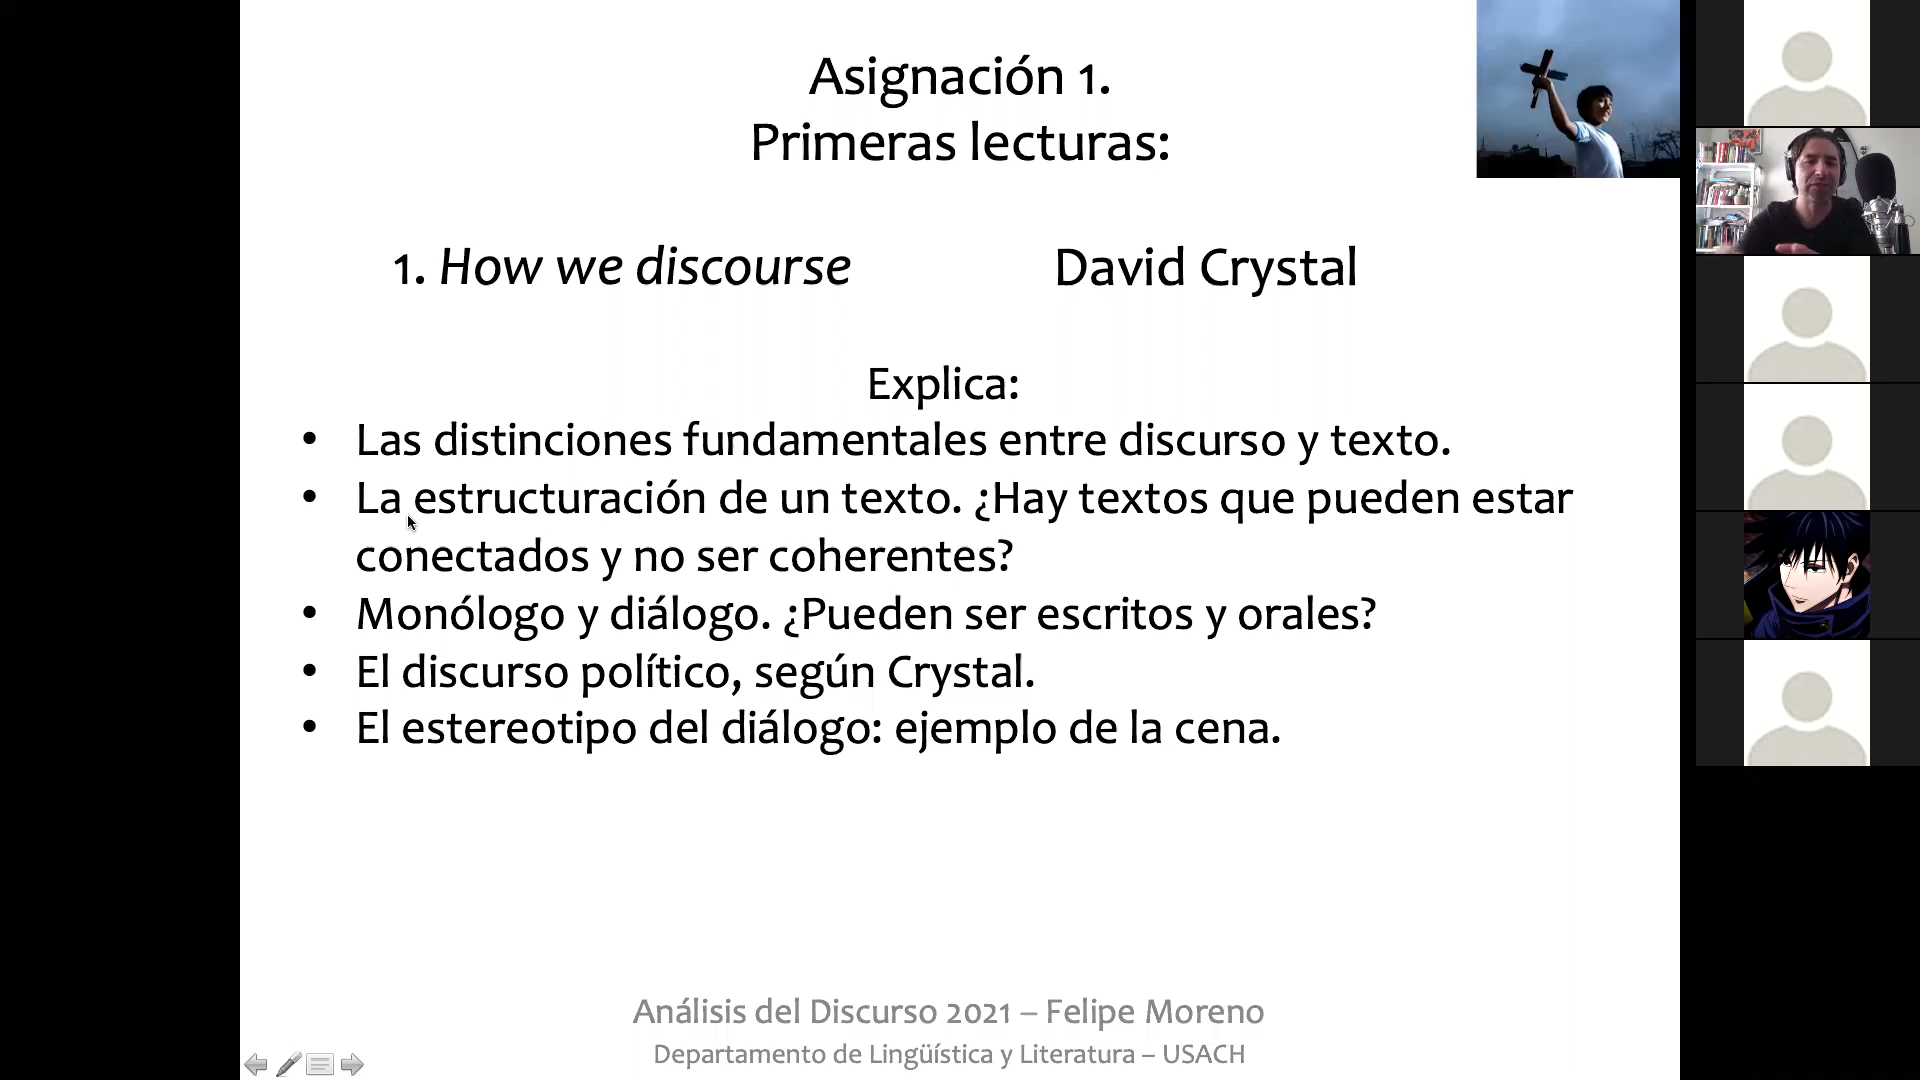 Asignación 1.
Primeras lecturas:
1. How we discourse David Crystal
Explica:
• Las distinciones fundamentales entre discurso y texto.
• La estructuración de un texto. ¿Hay textos que pueden estar
conectados y no ser coherentes?
• Monólogo y diálogo. ¿Pueden ser escritos y orales?
• El discurso político, según Crystal.
• El estereotipo del diálogo: ejemplo de la cena.
Análisis del Discurso 2021 – Felipe Moreno
Departamento de Lingüística y Literatura – USACH